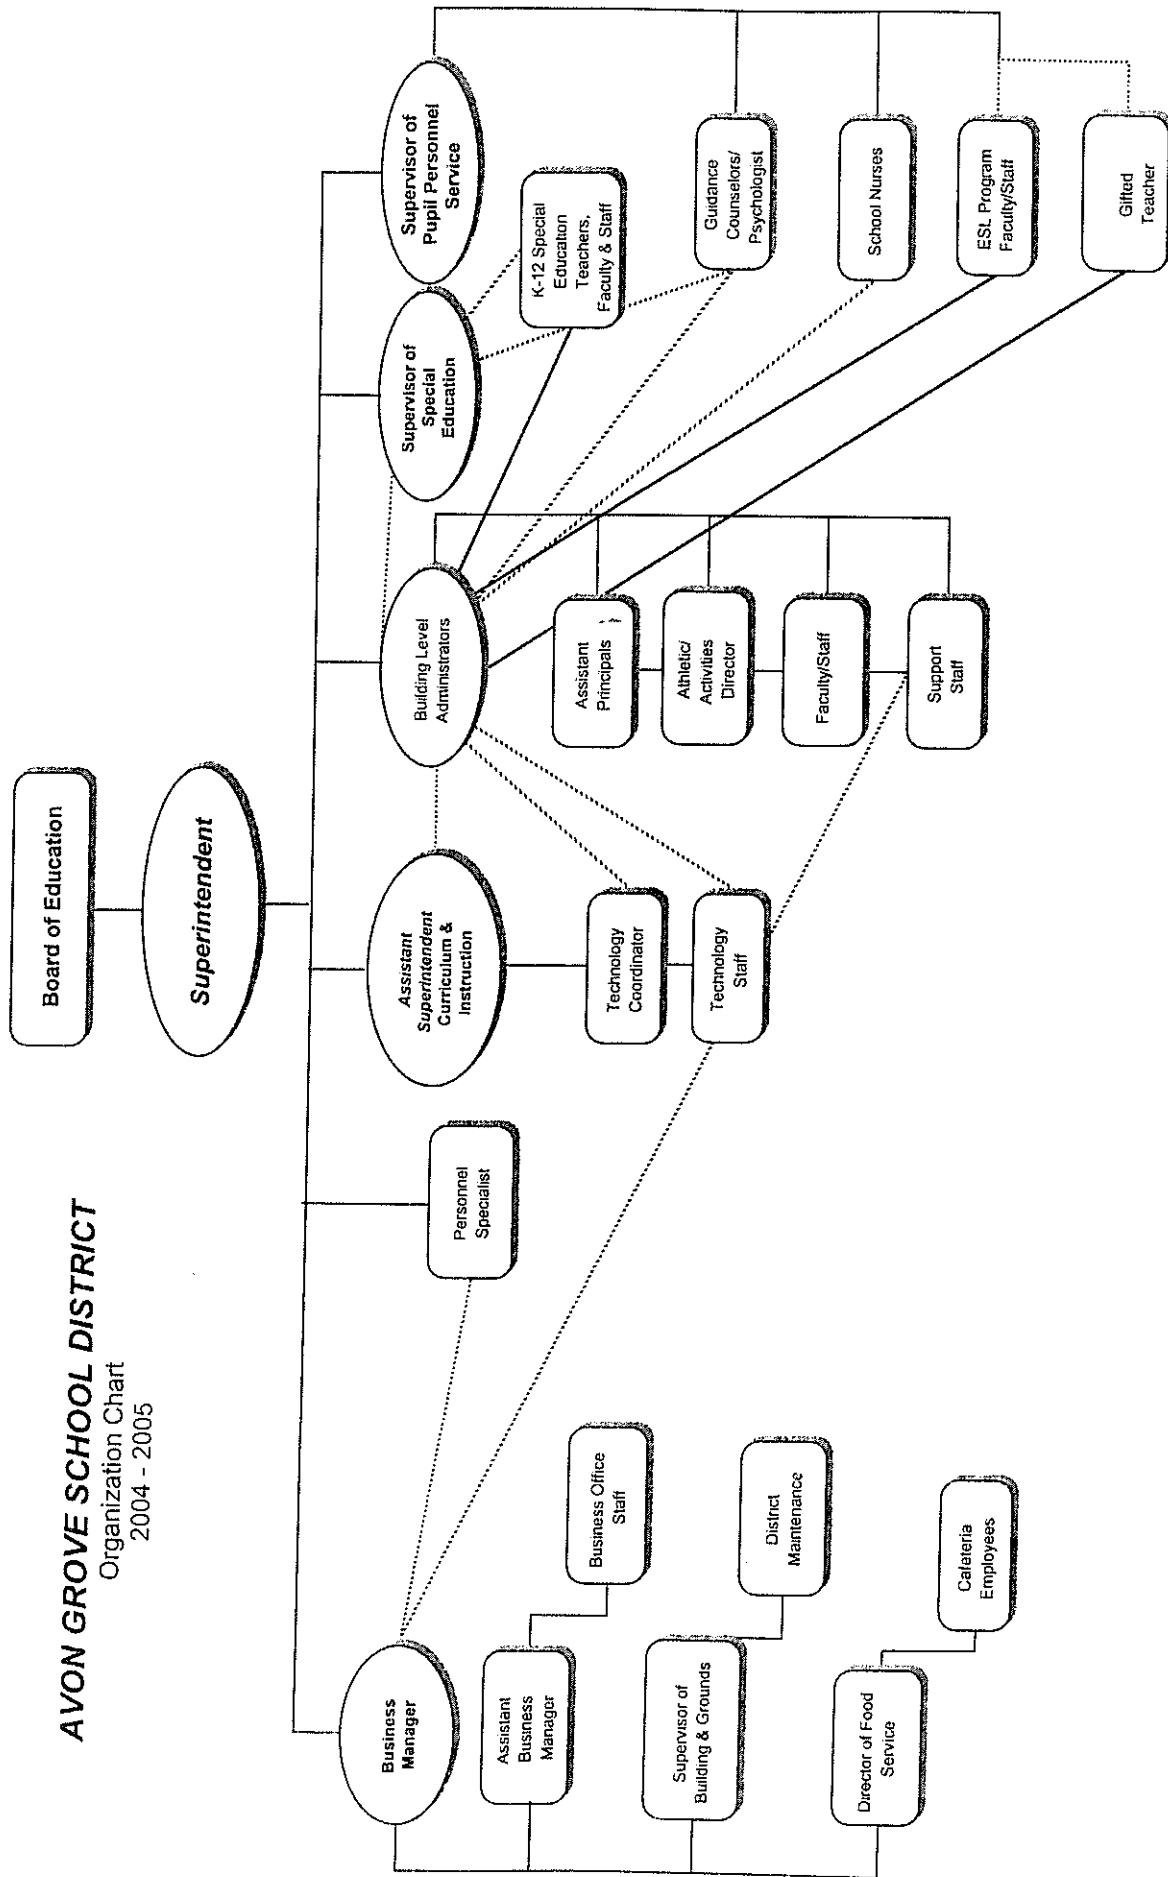 AVON GROVE SCHOOL DISTRICT
Organization Chart
2004 - 2005
Board of Education
Superintendent
Business
Manager
Personnel
Specialist
Assistant
Superintendent
Curriculum &
Instruction
Building Level
Administrators
Supervisor of
Special
Education
Supervisor of
Pupil Personnel
Service
Assistant
Business
Manager
Business Office
Staff
Supervisor of
Building & Grounds
District
Maintenance
Director of Food
Service
Cafeteria
Employees
Technology
Coordinator
Technology
Staff
Assistant
Principals
Athletic/
Activities
Director
Faculty/Staff
Support
Staff
K-12 Special
Education
Teachers,
Faculty & Staff
Guidance
Counselors/
Psychologist
School Nurses
ESL Program
Faculty/Staff
Gifted
Teacher